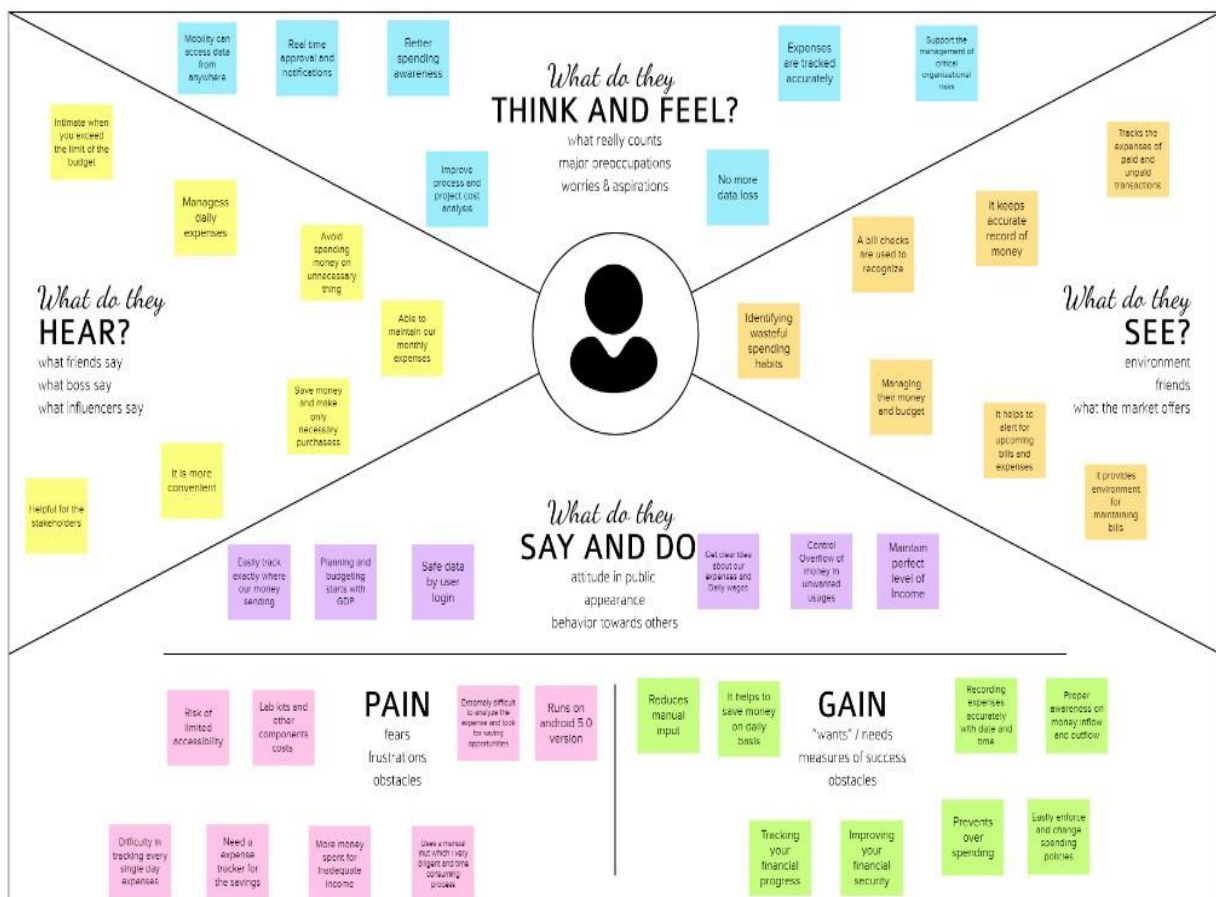 Mobility can
access data
from
anywhere
Real time
approval and
notifications
Better
spending
awareness
Expenses
are tracked
accurately
Support the
management of
critical
organizational
risks
What do they
THINK AND FEEL?
what really counts
major preoccupations
worries & aspirations
Improve
process and
project cost
analysis
No more
data loss
Intimate when
you exceed
the limit of the
budget
Managess
daily
expenses
Avoid
spending
money on
unnecessary
thing
Able to
maintain our
monthly
expenses
What do they
HEAR?
what friends say
what boss say
what influencers say
Save money
and make
only
necessary
purchasess
It is more
convenient
Helpful for the
stakeholders
Tracks the
expenses of
paid and
unpaid
transactions
It keeps
accurate
record of
money
A bill checks
are used to
recognize
Identifying
wasteful
spending
habits
What do they
SEE?
environment
friends
what the market offers
Managing
their money
and budget
It helps to
alert for
upcoming
bills and
expenses
It provides
environment
for
maintaining
bills
What do they
SAY AND DO
attitude in public
appearance
behavior towards others
Easily track
exactly where
our money
sending
Planning and
budgeting
starts with
GDP
Safe data
by user
login
Get clear idea
about our
expenses and
Daily wages
Control
Overflow of
money in
unwanted
usages
Maintain
perfect
level of
Income
PAIN
fears
frustrations
obstacles
Risk of
limited
accessibility
Lab kits and
other
components
costs
Extremely difficult
to analyze the
expense and look
for saving
opportunities
Runs on
android 5.0
version
Difficulty in
tracking every
single day
expenses
Need a
expense
tracker for
the savings
More money
spent for
Inadequate
income
Uses a manual
which
diligent and time
consuming
process
GAIN
"wants" / needs
measures of success
obstacles
Reduces
manual
input
It helps to
save money
on daily
basis
Recording
expenses
accurately
with date and
time
Proper
awareness on
money inflow
and outflow
Tracking
your
financial
progress
Improving
your
financial
security
Prevents
over
spending
Easily enforce
and change
spending
policies